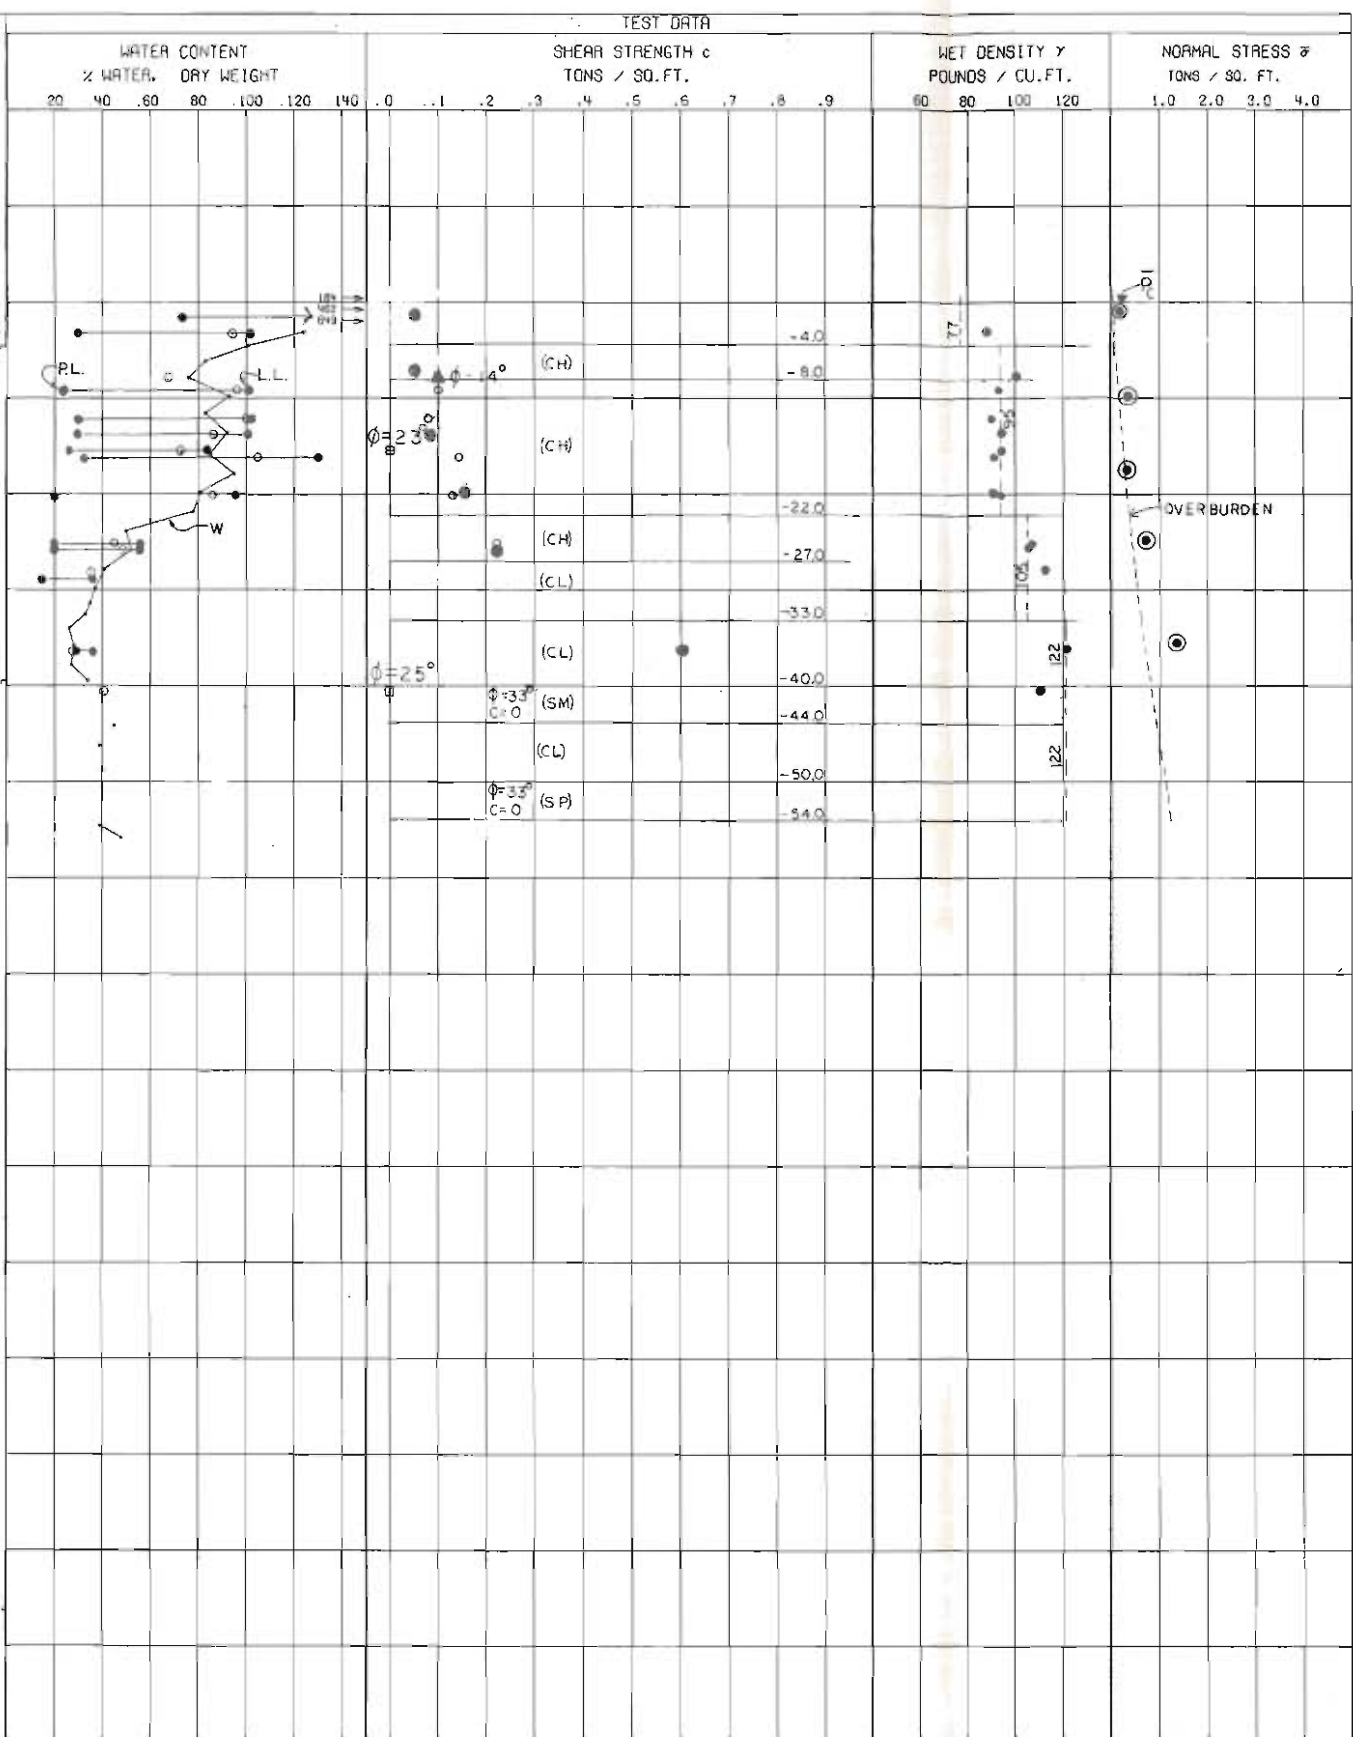 TEST DATA
WATER CONTENT
% WATER, DRY WEIGHT
20 40 60 80 100 120 140
SHEAR STRENGTH c
TONS / SQ.FT.
.0 .1 .2 .3 .4 .5 .6 .7 .8 .9
WET DENSITY γ
POUNDS / CU.FT.
60 80 100 120
NORMAL STRESS σ̄
TONS / SQ. FT.
1.0 2.0 3.0 4.0
77
-4.0
(CH)
P.L.
L.L.
-8.0
95
Φ=23°
(CH)
-22.0
OVERBURDEN
W
(CH)
-27.0
(CL)
105
-33.0
(CL)
122
Φ=25°
-40.0
Φ=33°
C=0
(SM)
-44.0
(CL)
122
-50.0
Φ=33°
C=0
(SP)
-54.0